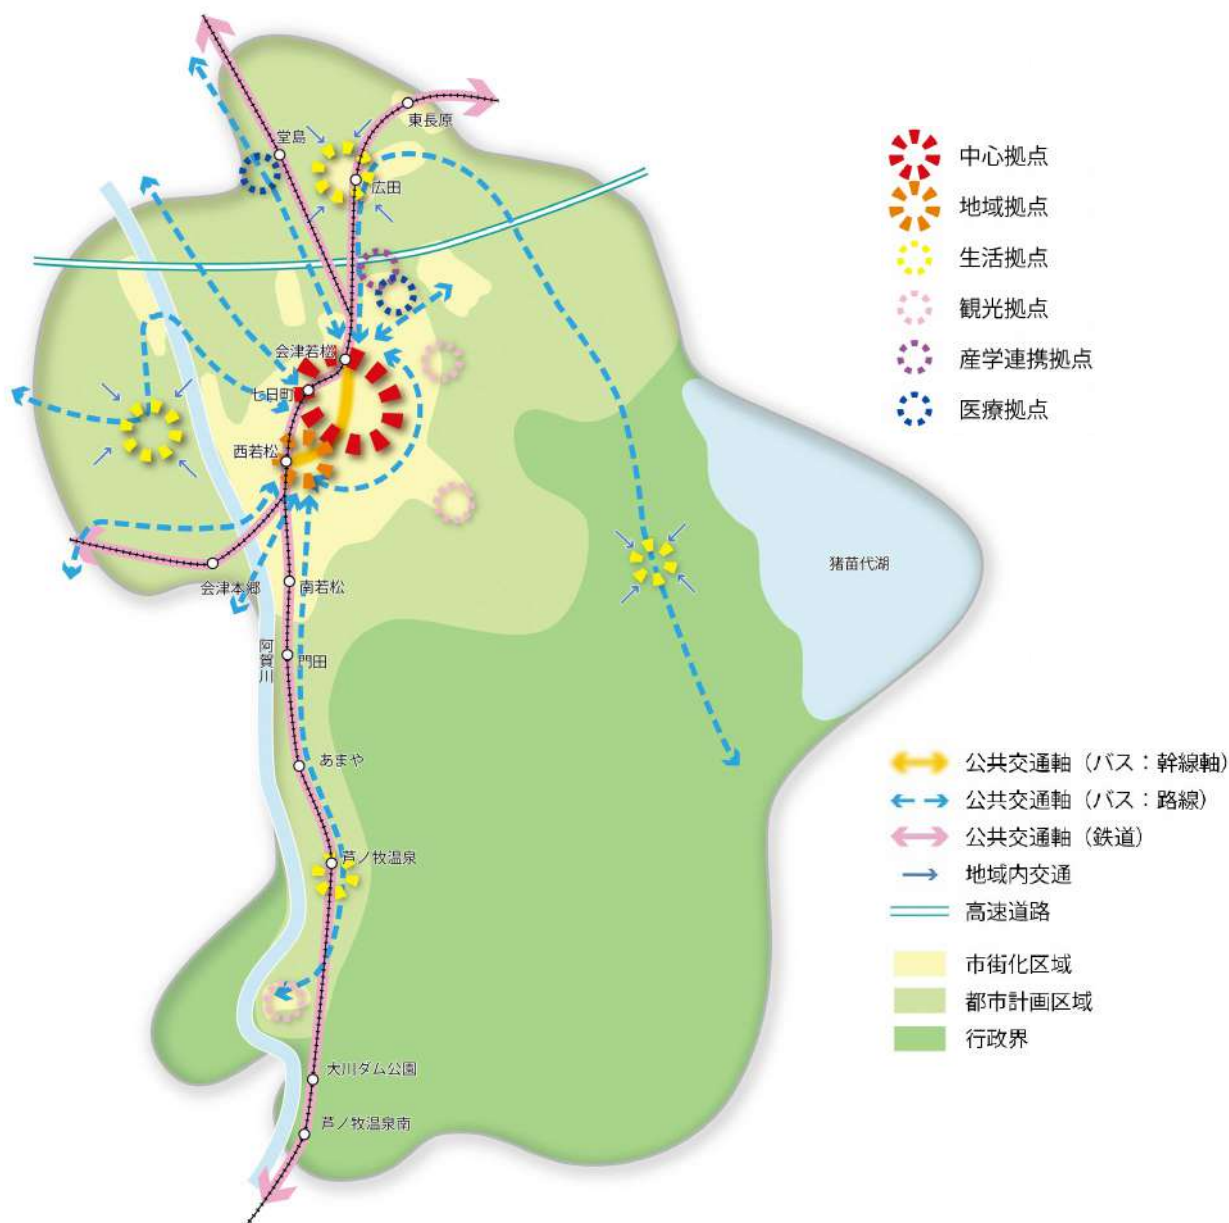 東長原
堂島
広田
会津若松
七日町
西若松
会津本郷
南若松
阿賀川
門田
あまや
芦ノ牧温泉
大川ダム公園
芦ノ牧温泉南
猪苗代湖
中心拠点
地域拠点
生活拠点
観光拠点
産学連携拠点
医療拠点
公共交通軸（バス：幹線軸）
公共交通軸（バス：路線）
公共交通軸（鉄道）
地域内交通
高速道路
市街化区域
都市計画区域
行政界